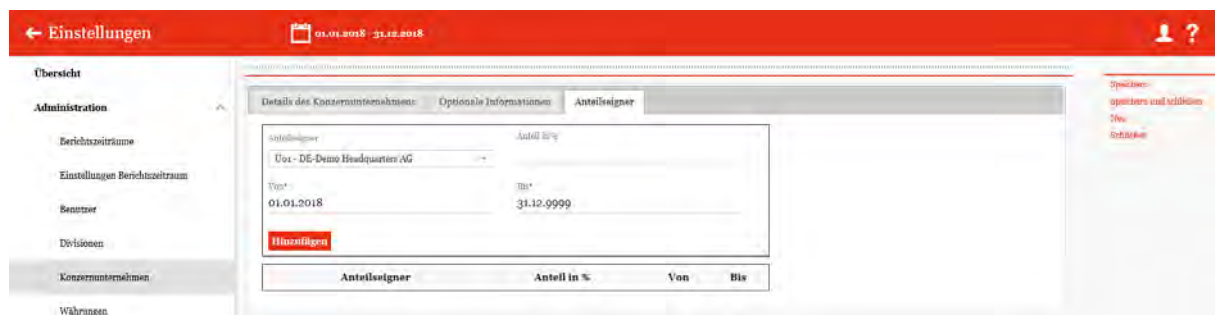 ← Einstellungen
01.01.2018 - 31.12.2018
?
Übersicht
Administration
Berichtszeiträume
Einstellungen Berichtszeitraum
Benutzer
Divisionen
Konzernunternehmen
Währungen
Details des Konzernunternehmens Optionale Informationen Anteilseigner
Anteilseigner Anteil in %
U01 - DE-Demo Headquarters AG
Von* Bis*
01.01.2018 31.12.9999
Hinzufügen
Anteilseigner Anteil in % Von Bis
Speichern
Speichern und schließen
Neu
Schließen